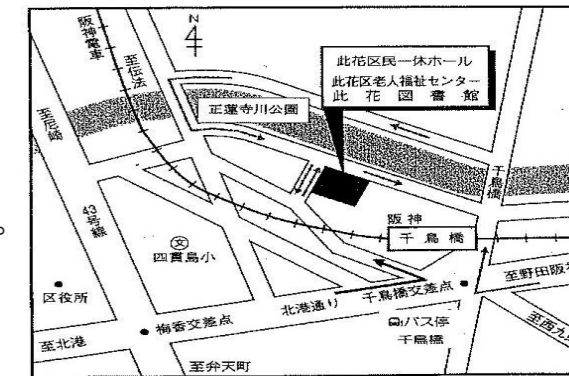 N
阪神電車
至伝法
至尼崎
正蓮寺川公園
此花区民一休ホール
此花区老人福祉センター
此花図書館
千鳥橋
43号線
文
四貫島小
阪神
千鳥橋
至野田阪神
区役所
北港通り
千鳥橋交差点
梅香交差点
バス停
千鳥橋
至北港
至弁天町
至西九